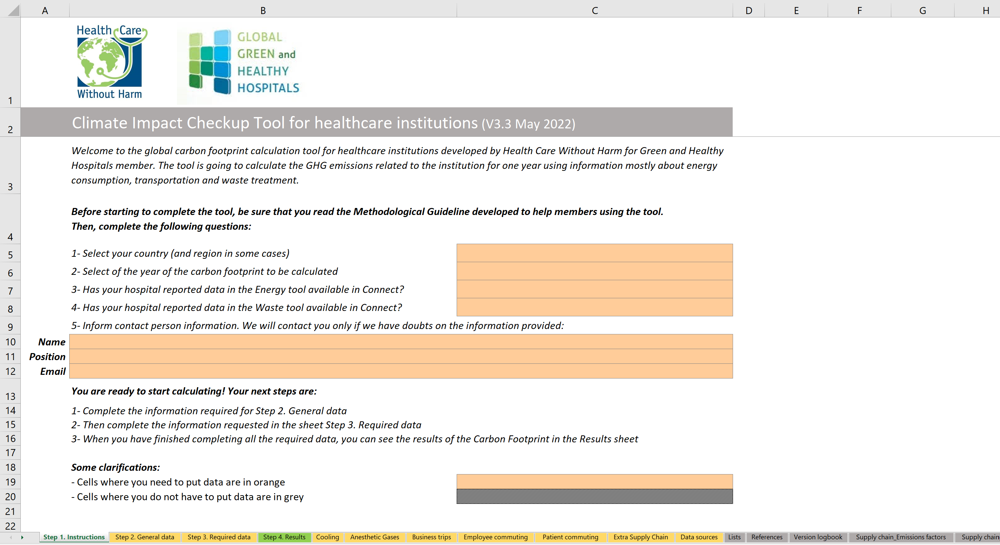 A B C D E F G H
Health Care
Without Harm
GLOBAL
GREEN and
HEALTHY
HOSPITALS
1
2 Climate Impact Checkup Tool for healthcare institutions (V3.3 May 2022)
Welcome to the global carbon footprint calculation tool for healthcare institutions developed by Health Care Without Harm for Green and Healthy
Hospitals member. The tool is going to calculate the GHG emissions related to the institution for one year using information mostly about energy
3 consumption, transportation and waste treatment.
Before starting to complete the tool, be sure that you read the Methodological Guideline developed to help members using the tool.
Then, complete the following questions:
4
5 1- Select your country (and region in some cases)
6 2- Select of the year of the carbon footprint to be calculated
7 3- Has your hospital reported data in the Energy tool available in Connect?
8 4- Has your hospital reported data in the Waste tool available in Connect?
9 5- Inform contact person information. We will contact you only if we have doubts on the information provided:
10 Name
11 Position
12 Email
13 You are ready to start calculating! Your next steps are:
14 1- Complete the information required for Step 2. General data
15 2- Then complete the information requested in the sheet Step 3. Required data
16 3- When you have finished completing all the required data, you can see the results of the Carbon Footprint in the Results sheet
17
18 Some clarifications:
19 - Cells where you need to put data are in orange
20 - Cells where you do not have to put data are in grey
21
22
Step 1. Instructions Step 2. General data Step 3. Required data Step 4. Results Cooling Anesthetic Gases Business trips Employee commuting Patient commuting Extra Supply Chain Data sources Lists References Version logbook Supply chain_Emissions factors Supply chain